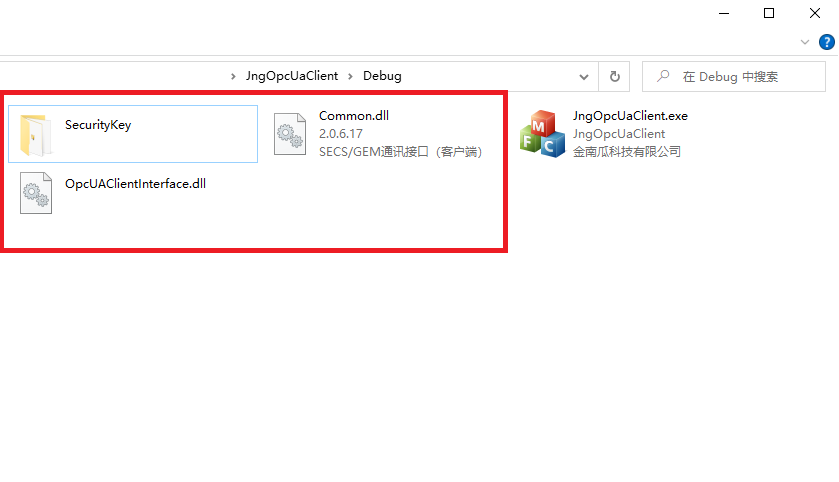 ?
› JngOpcUaClient › Debug
在 Debug 中搜索
SecurityKey
Common.dll
2.0.6.17
SECS/GEM通讯接口（客户端）
JngOpcUaClient.exe
JngOpcUaClient
金南瓜科技有限公司
M
F
C
OpcUAClientInterface.dll